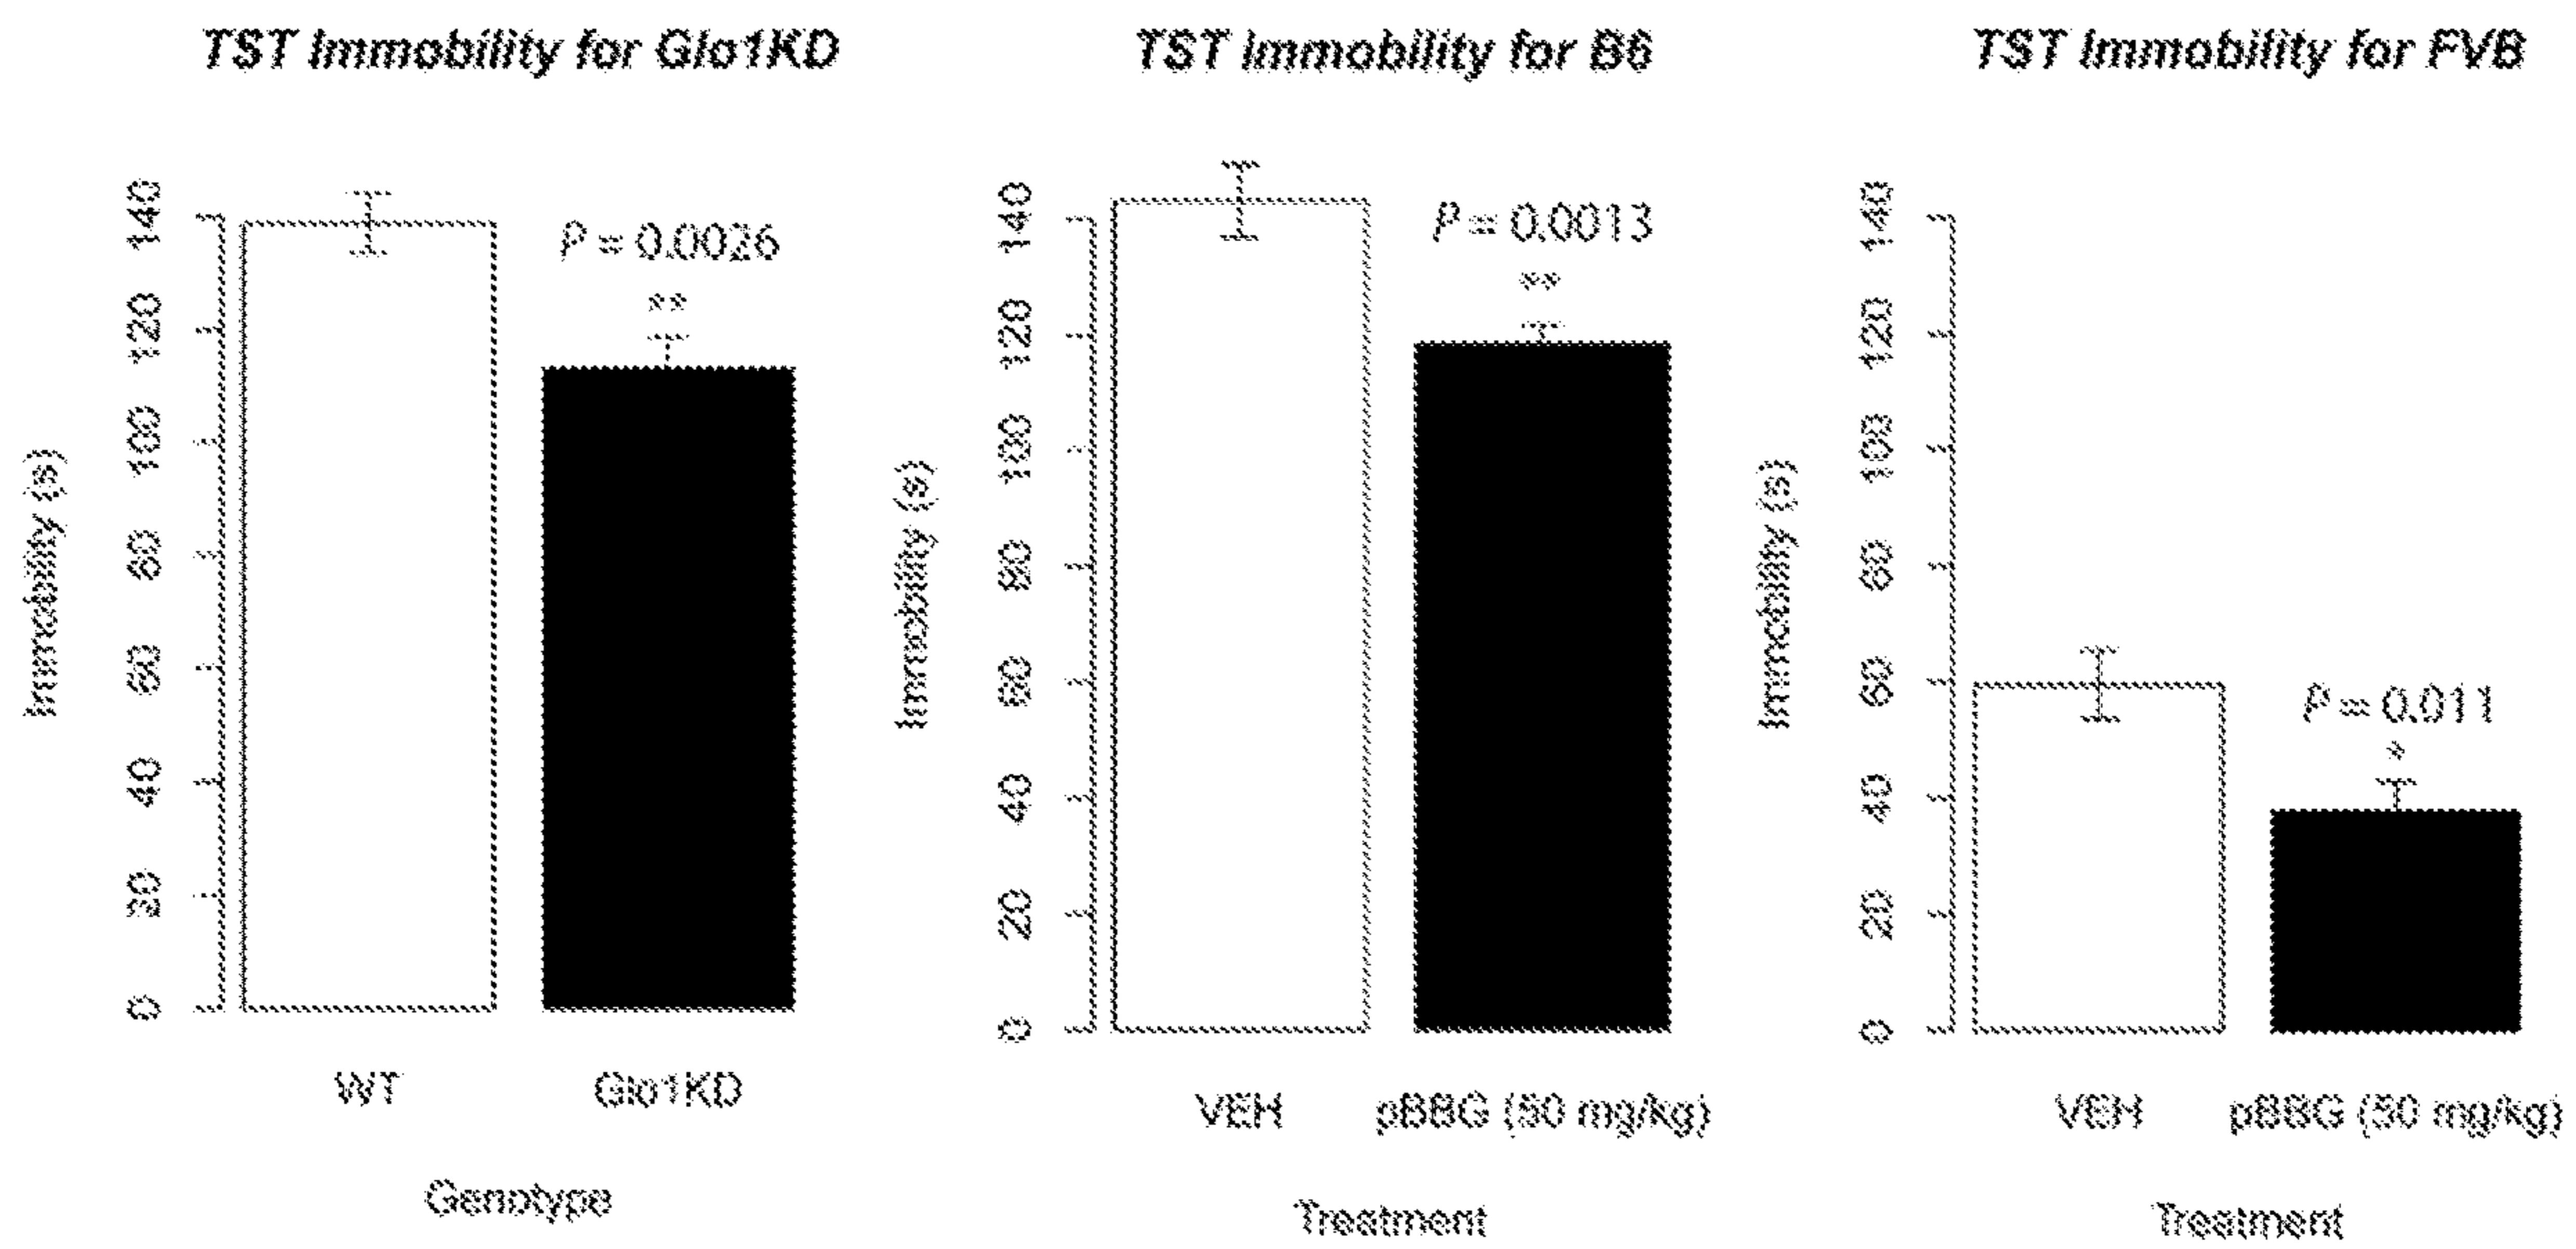 TST Immobility for Glo1KD
Immobility (s)
140
120
100
80
60
40
20
0
P = 0.0026
**
WT
Glo1KD
Genotype
TST Immobility for B6
Immobility (s)
140
120
100
80
60
40
20
0
P = 0.0013
**
VEH
pBBG (50 mg/kg)
Treatment
TST Immobility for FVB
Immobility (s)
140
120
100
80
60
40
20
0
P = 0.011
*
VEH
pBBG (50 mg/kg)
Treatment